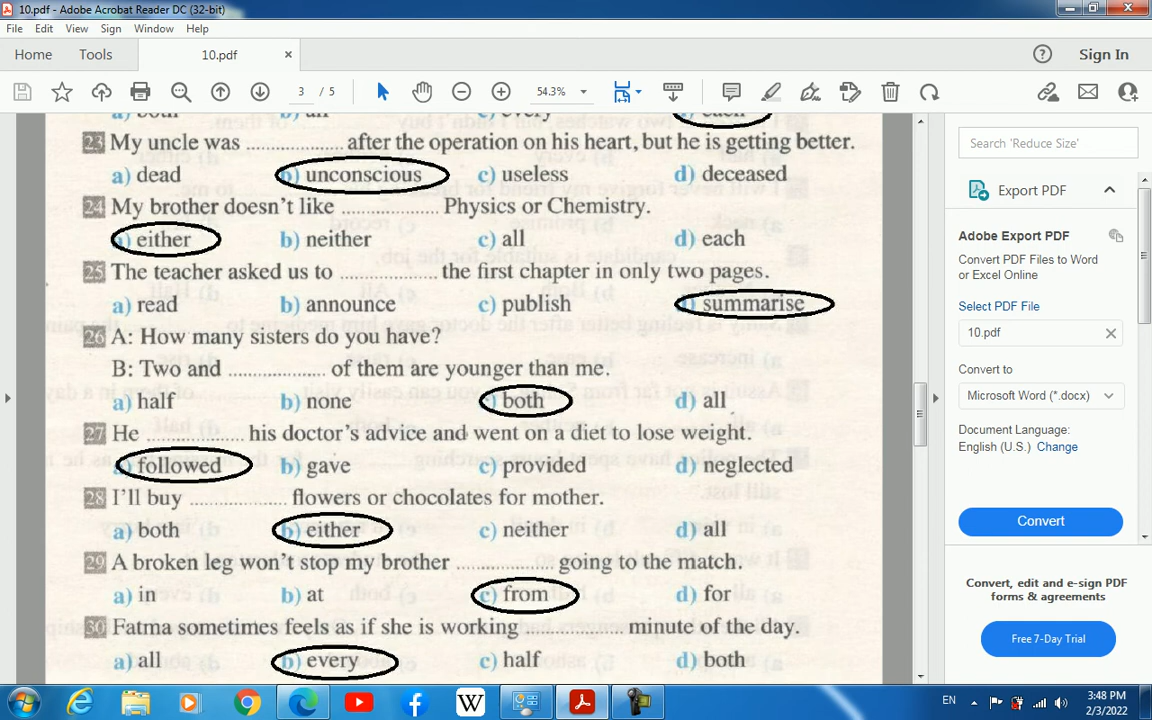 10.pdf - Adobe Acrobat Reader DC (32-bit)
File Edit View Sign Window Help
Home Tools 10.pdf × Sign In
3 / 5 54.3%
23 My uncle was ................ after the operation on his heart, but he is getting better.
a) dead b) unconscious c) useless d) deceased
24 My brother doesn't like ................ Physics or Chemistry.
a) either b) neither c) all d) each
25 The teacher asked us to ................ the first chapter in only two pages.
a) read b) announce c) publish d) summarise
26 A: How many sisters do you have?
B: Two and ................ of them are younger than me.
a) half b) none c) both d) all
27 He ................ his doctor's advice and went on a diet to lose weight.
a) followed b) gave c) provided d) neglected
28 I'll buy ................ flowers or chocolates for mother.
a) both b) either c) neither d) all
29 A broken leg won't stop my brother ................ going to the match.
a) in b) at c) from d) for
30 Fatma sometimes feels as if she is working ................ minute of the day.
a) all b) every c) half d) both
Search 'Reduce Size'
Export PDF
Adobe Export PDF
Convert PDF Files to Word
or Excel Online
Select PDF File
10.pdf
Convert to
Microsoft Word (*.docx)
Document Language:
English (U.S.) Change
Convert
Convert, edit and e-sign PDF
forms & agreements
Free 7-Day Trial
EN 3:48 PM
2/3/2022